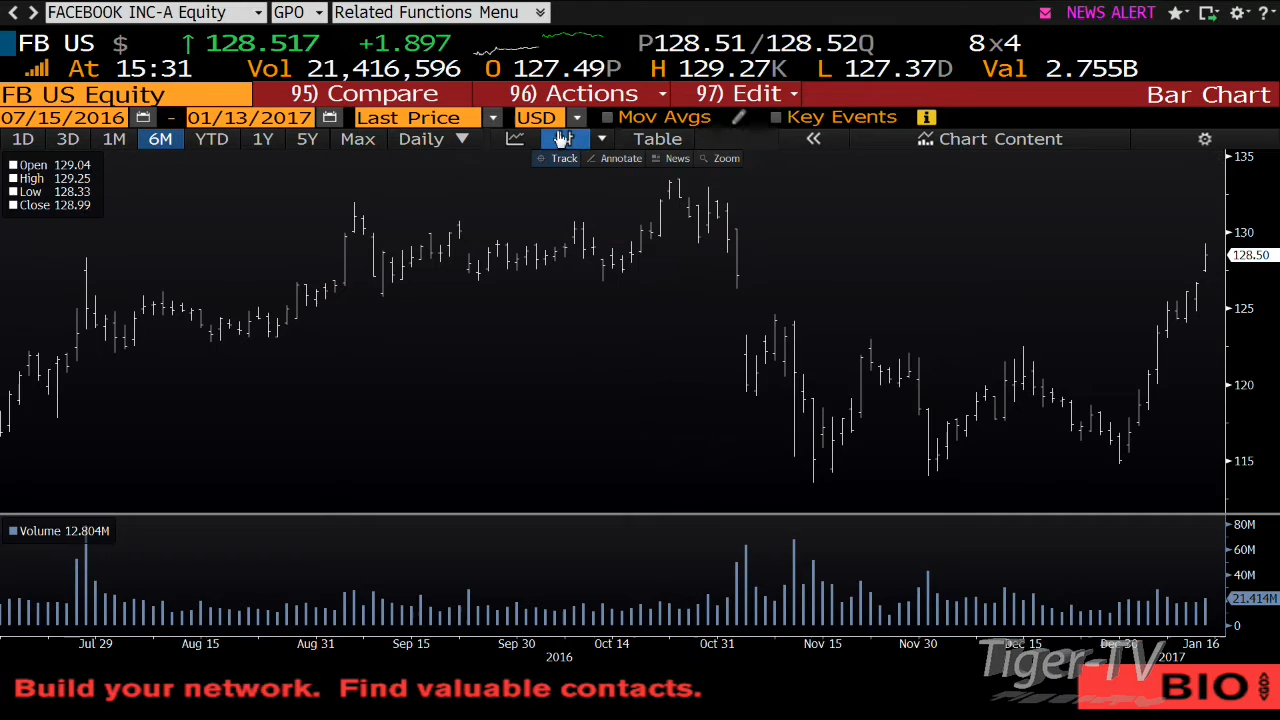 FACEBOOK INC-A Equity GPO Related Functions Menu NEWS ALERT
FB US $ ↑ 128.517 +1.897 P128.51/128.52Q 8x4
At 15:31 Vol 21,416,596 O 127.49P H 129.27K L 127.37D Val 2.755B
FB US Equity 95) Compare 96) Actions 97) Edit Bar Chart
07/15/2016 - 01/13/2017 Last Price USD Mov Avgs Key Events
1D 3D 1M 6M YTD 1Y 5Y Max Daily ▼ Table « Chart Content
Track Annotate News Zoom
Open 129.04
High 129.25
Low 128.33
Close 128.99
135
130
128.50
125
120
115
Volume 12.804M
80M
60M
40M
21.414M
0
Jul 29 Aug 15 Aug 31 Sep 15 Sep 30 Oct 14 Oct 31 Nov 15 Nov 30 Dec 15 Dec 30 Jan 16
2016 2017
Tiger-TV
Build your network. Find valuable contacts. BIO